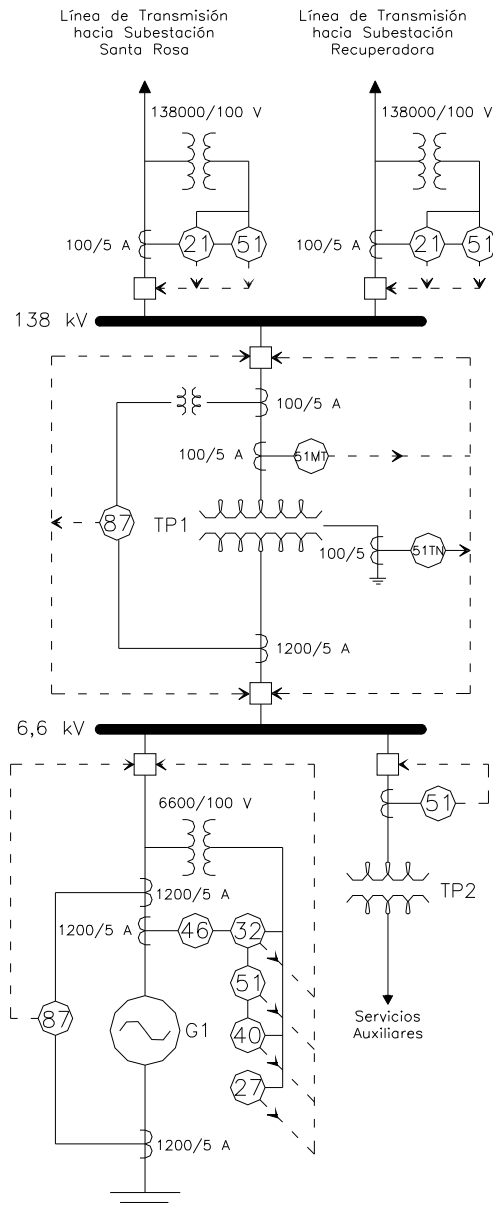 Línea de Transmisión
hacia Subestación
Santa Rosa
Línea de Transmisión
hacia Subestación
Recuperadora
138000/100 V
138000/100 V
100/5 A
21
51
100/5 A
21
51
138 kV
100/5 A
100/5 A
51MT
87
TP1
100/5
51TN
1200/5 A
6,6 kV
6600/100 V
51
1200/5 A
TP2
1200/5 A
46
32
51
87
G1
40
Servicios
Auxiliares
27
1200/5 A